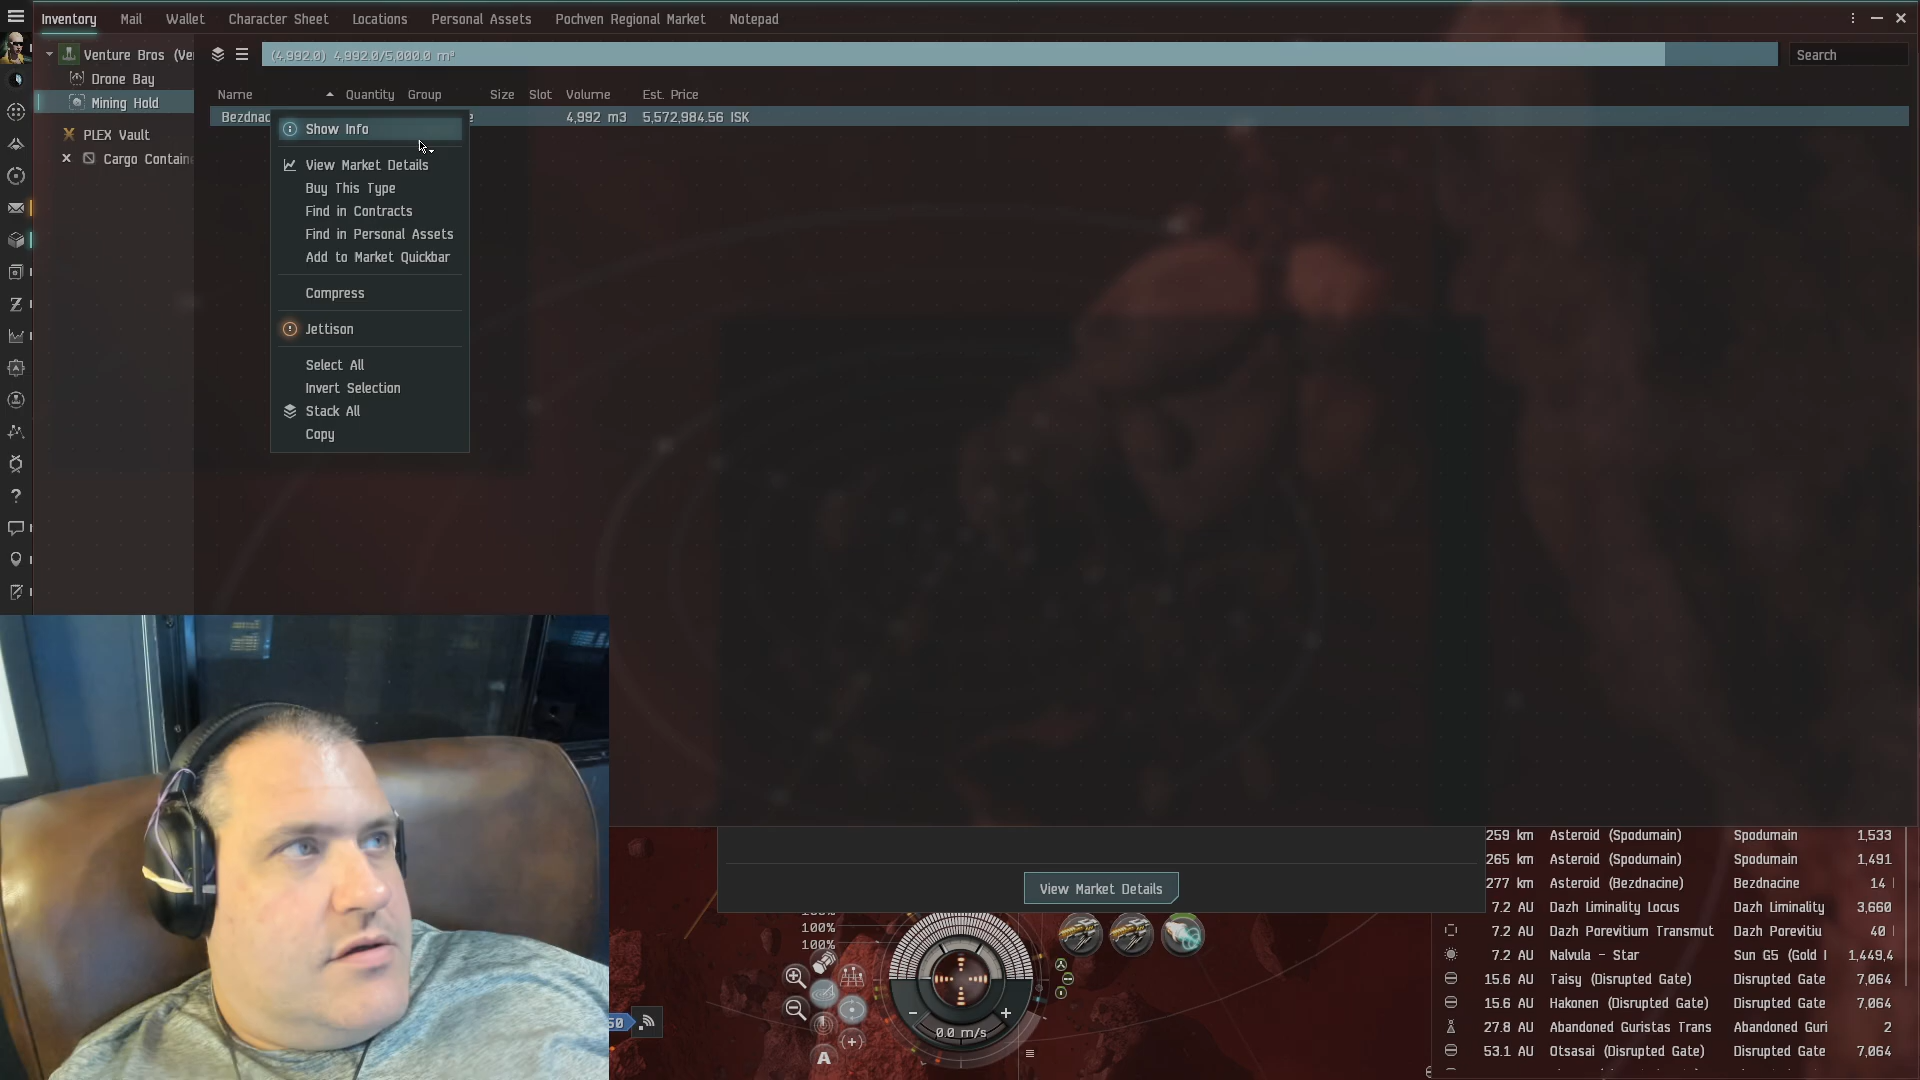 Inventory Mail Wallet Character Sheet Locations Personal Assets Pochven Regional Market Notepad
Venture Bros (Ve
(4,992.0) 4,992.0/5,000.0 m³
Search
Drone Bay
Mining Hold
PLEX Vault
Cargo Containe
Name Quantity Group Size Slot Volume Est. Price
Bezdnac e 4,992 m3 5,572,984.56 ISK
Show Info
View Market Details
Buy This Type
Find in Contracts
Find in Personal Assets
Add to Market Quickbar
Compress
Jettison
Select All
Invert Selection
Stack All
Copy
View Market Details
100%
100%
0.0 m/s
A
50
259 km Asteroid (Spodumain) Spodumain 1,533
265 km Asteroid (Spodumain) Spodumain 1,491
277 km Asteroid (Bezdnacine) Bezdnacine 14
7.2 AU Dazh Liminality Locus Dazh Liminality 3,660
7.2 AU Dazh Porevitium Transmut Dazh Porevitiu 40
7.2 AU Nalvula - Star Sun G5 (Gold 1,449,4
15.6 AU Taisy (Disrupted Gate) Disrupted Gate 7,064
15.6 AU Hakonen (Disrupted Gate) Disrupted Gate 7,064
27.8 AU Abandoned Guristas Trans Abandoned Guri 2
53.1 AU Otsasai (Disrupted Gate) Disrupted Gate 7,064